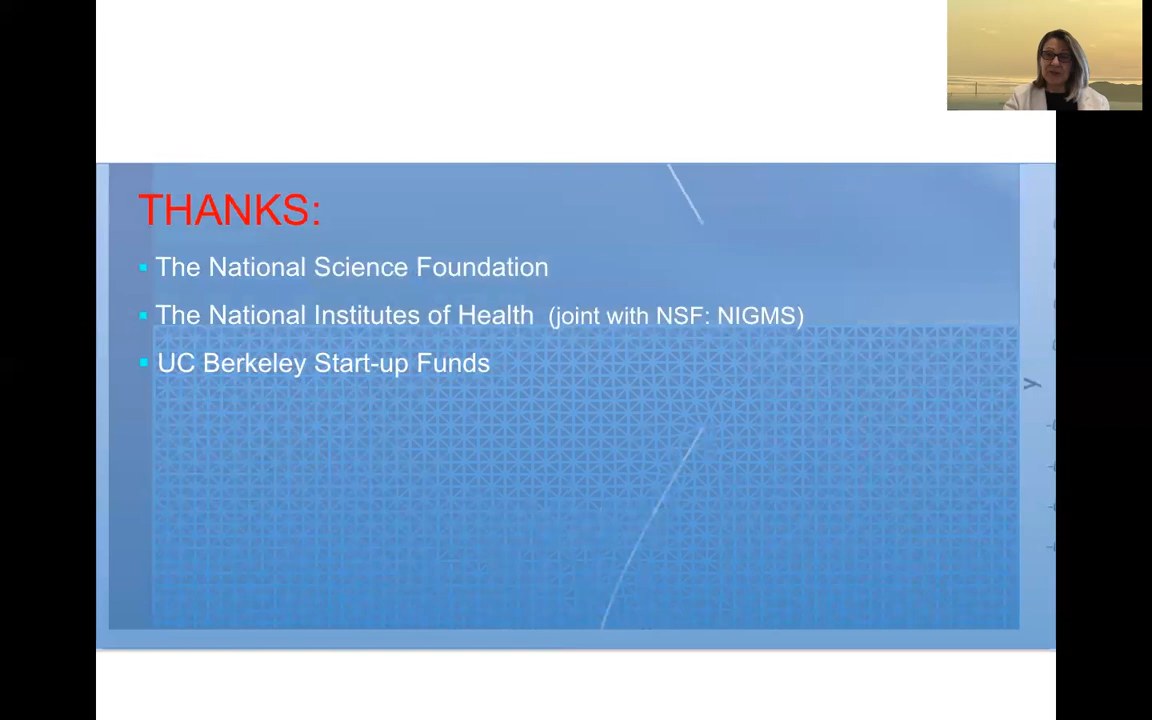 THANKS:
▪ The National Science Foundation
▪ The National Institutes of Health (joint with NSF: NIGMS)
▪ UC Berkeley Start-up Funds
y